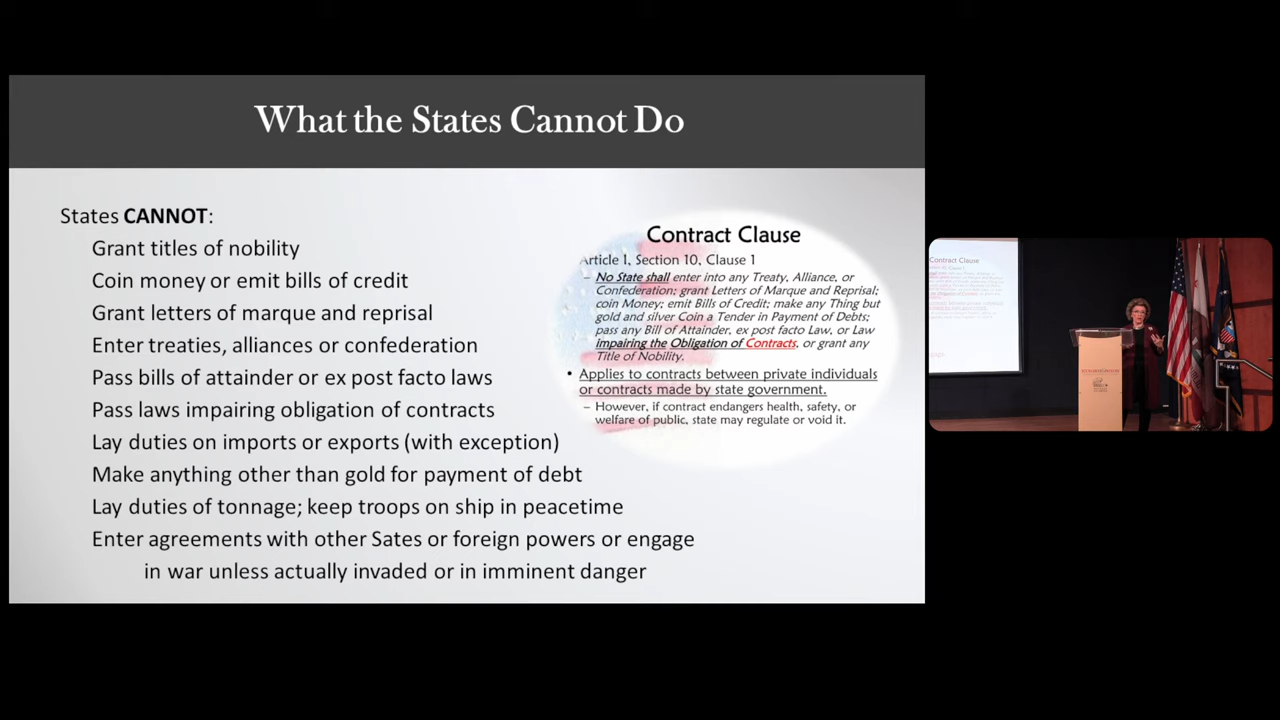 What the States Cannot Do
States CANNOT:
Grant titles of nobility
Coin money or emit bills of credit
Grant letters of marque and reprisal
Enter treaties, alliances or confederation
Pass bills of attainder or ex post facto laws
Pass laws impairing obligation of contracts
Lay duties on imports or exports (with exception)
Make anything other than gold for payment of debt
Lay duties of tonnage; keep troops on ship in peacetime
Enter agreements with other Sates or foreign powers or engage
in war unless actually invaded or in imminent danger
Contract Clause
Article 1, Section 10, Clause 1
– No State shall enter into any Treaty, Alliance, or
Confederation; grant Letters of Marque and Reprisal;
coin Money; emit Bills of Credit; make any Thing but
gold and silver Coin a Tender in Payment of Debts;
pass any Bill of Attainder, ex post facto Law, or Law
impairing the Obligation of Contracts, or grant any
Title of Nobility.
• Applies to contracts between private individuals
or contracts made by state government.
– However, if contract endangers health, safety, or
welfare of public, state may regulate or void it.
Contract Clause